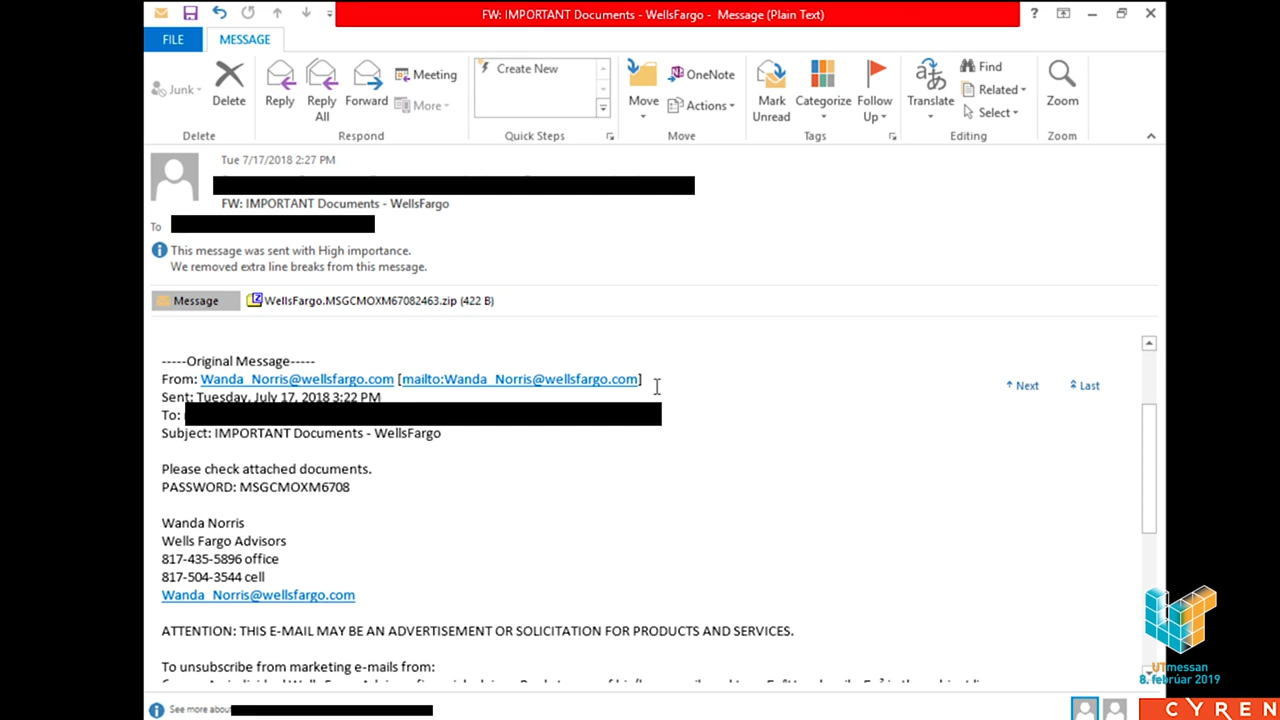 FW: IMPORTANT Documents - WellsFargo - Message (Plain Text)
?
FILE
MESSAGE
Junk
Delete
Reply
Reply All
Forward
Meeting
More
Create New
Move
OneNote
Actions
Mark Unread
Categorize
Follow Up
Translate
Find
Related
Select
Zoom
Delete
Respond
Quick Steps
Move
Tags
Editing
Zoom
Tue 7/17/2018 2:27 PM
FW: IMPORTANT Documents - WellsFargo
To
This message was sent with High importance.
We removed extra line breaks from this message.
Message
WellsFargo.MSGCMOXM67082463.zip (422 B)
-----Original Message-----
From: Wanda_Norris@wellsfargo.com [mailto:Wanda_Norris@wellsfargo.com]
Next
Last
Sent: Tuesday, July 17, 2018 3:22 PM
To:
Subject: IMPORTANT Documents - WellsFargo
Please check attached documents.
PASSWORD: MSGCMOXM6708
Wanda Norris
Wells Fargo Advisors
817-435-5896 office
817-504-3544 cell
Wanda_Norris@wellsfargo.com
ATTENTION: THIS E-MAIL MAY BE AN ADVERTISEMENT OR SOLICITATION FOR PRODUCTS AND SERVICES.
To unsubscribe from marketing e-mails from:
UTmessan
8. febrúar 2019
See more about
CYREN